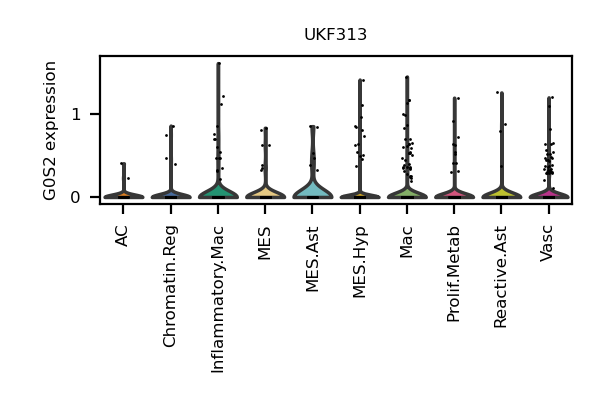 UKF313
G0S2 expression
1
0
AC
Chromatin.Reg
Inflammatory.Mac
MES
MES.Ast
MES.Hyp
Mac
Prolif.Metab
Reactive.Ast
Vasc